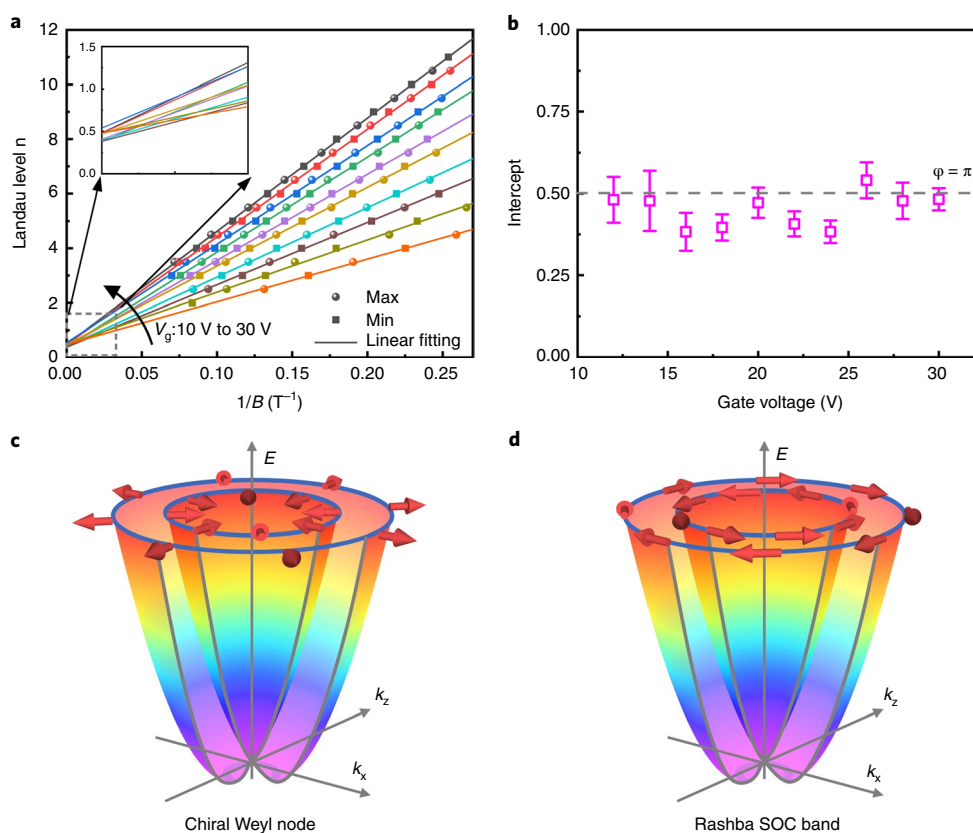 a
Landau level n
12
10
8
6
4
2
0
1.5
1.0
0.5
0.0
Vg:10 V to 30 V
Max
Min
Linear fitting
0.00 0.05 0.10 0.15 0.20 0.25
1/B (T⁻¹)
b
Intercept
1.00
0.75
0.50
0.25
0.00
φ = π
10 15 20 25 30
Gate voltage (V)
c
E
kz
kx
Chiral Weyl node
d
E
kz
kx
Rashba SOC band